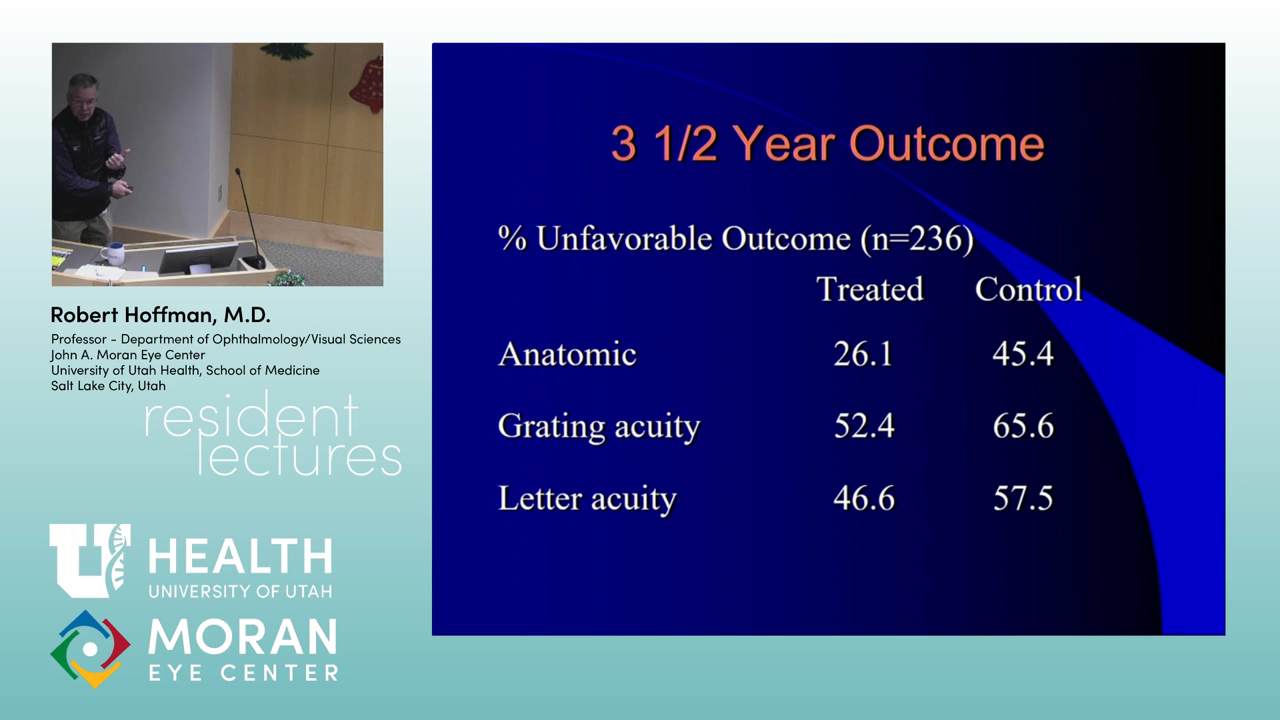 Robert Hoffman, M.D.
Professor - Department of Ophthalmology/Visual Sciences
John A. Moran Eye Center
University of Utah Health, School of Medicine
Salt Lake City, Utah
resident
lectures
U HEALTH
UNIVERSITY OF UTAH
MORAN
EYE CENTER
3 1/2 Year Outcome
% Unfavorable Outcome (n=236)
Treated Control
Anatomic 26.1 45.4
Grating acuity 52.4 65.6
Letter acuity 46.6 57.5